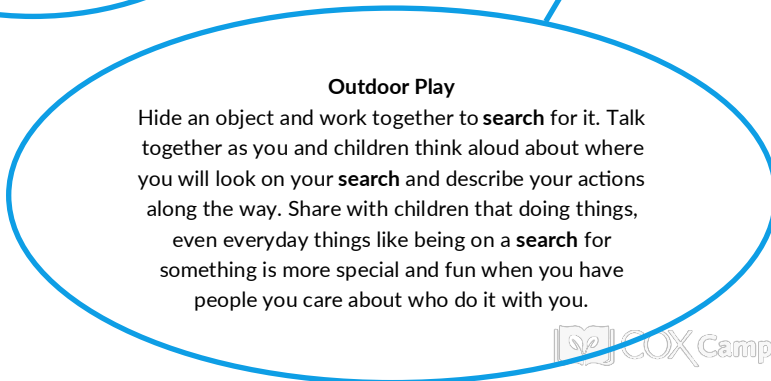 Outdoor Play
Hide an object and work together to search for it. Talk
together as you and children think aloud about where
you will look on your search and describe your actions
along the way. Share with children that doing things,
even everyday things like being on a search for
something is more special and fun when you have
people you care about who do it with you.
COX Camp